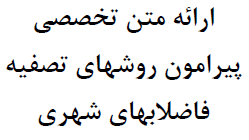 ارائه متن تخصصی
پیرامون روشهای تصفیه
فاضلابهای شهری